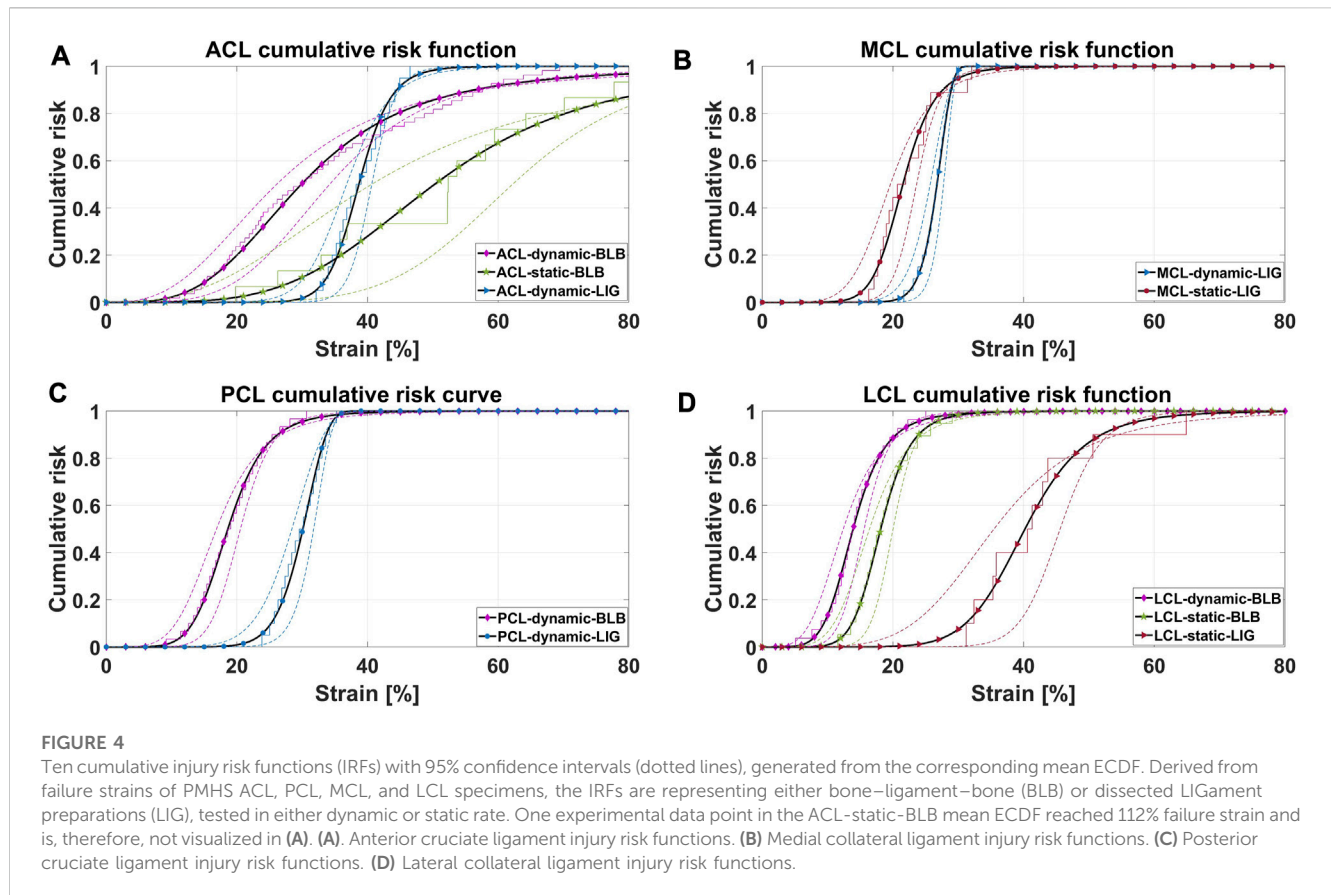 A
ACL cumulative risk function
Cumulative risk
1
0.8
0.6
0.4
0.2
0
0
20
40
60
80
Strain [%]
ACL-dynamic-BLB
ACL-static-BLB
ACL-dynamic-LIG
B
MCL cumulative risk function
Cumulative risk
1
0.8
0.6
0.4
0.2
0
0
20
40
60
80
Strain [%]
MCL-dynamic-LIG
MCL-static-LIG
C
PCL cumulative risk curve
Cumulative risk
1
0.8
0.6
0.4
0.2
0
0
20
40
60
80
Strain [%]
PCL-dynamic-BLB
PCL-dynamic-LIG
D
LCL cumulative risk function
Cumulative risk
1
0.8
0.6
0.4
0.2
0
0
20
40
60
80
Strain [%]
LCL-dynamic-BLB
LCL-static-BLB
LCL-static-LIG
FIGURE 4
Ten cumulative injury risk functions (IRFs) with 95% confidence intervals (dotted lines), generated from the corresponding mean ECDF. Derived from
failure strains of PMHS ACL, PCL, MCL, and LCL specimens, the IRFs are representing either bone–ligament–bone (BLB) or dissected LIGament
preparations (LIG), tested in either dynamic or static rate. One experimental data point in the ACL-static-BLB mean ECDF reached 112% failure strain and
is, therefore, not visualized in (A). (A). Anterior cruciate ligament injury risk functions. (B) Medial collateral ligament injury risk functions. (C) Posterior
cruciate ligament injury risk functions. (D) Lateral collateral ligament injury risk functions.